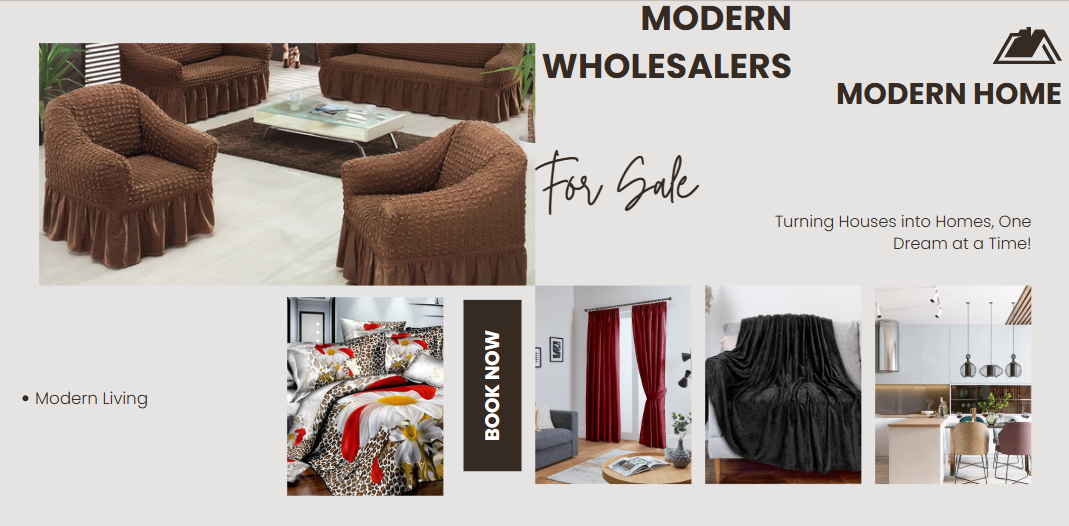 MODERN
WHOLESALERS
MODERN HOME
For Sale
Turning Houses into Homes, One
Dream at a Time!
BOOK NOW
• Modern Living